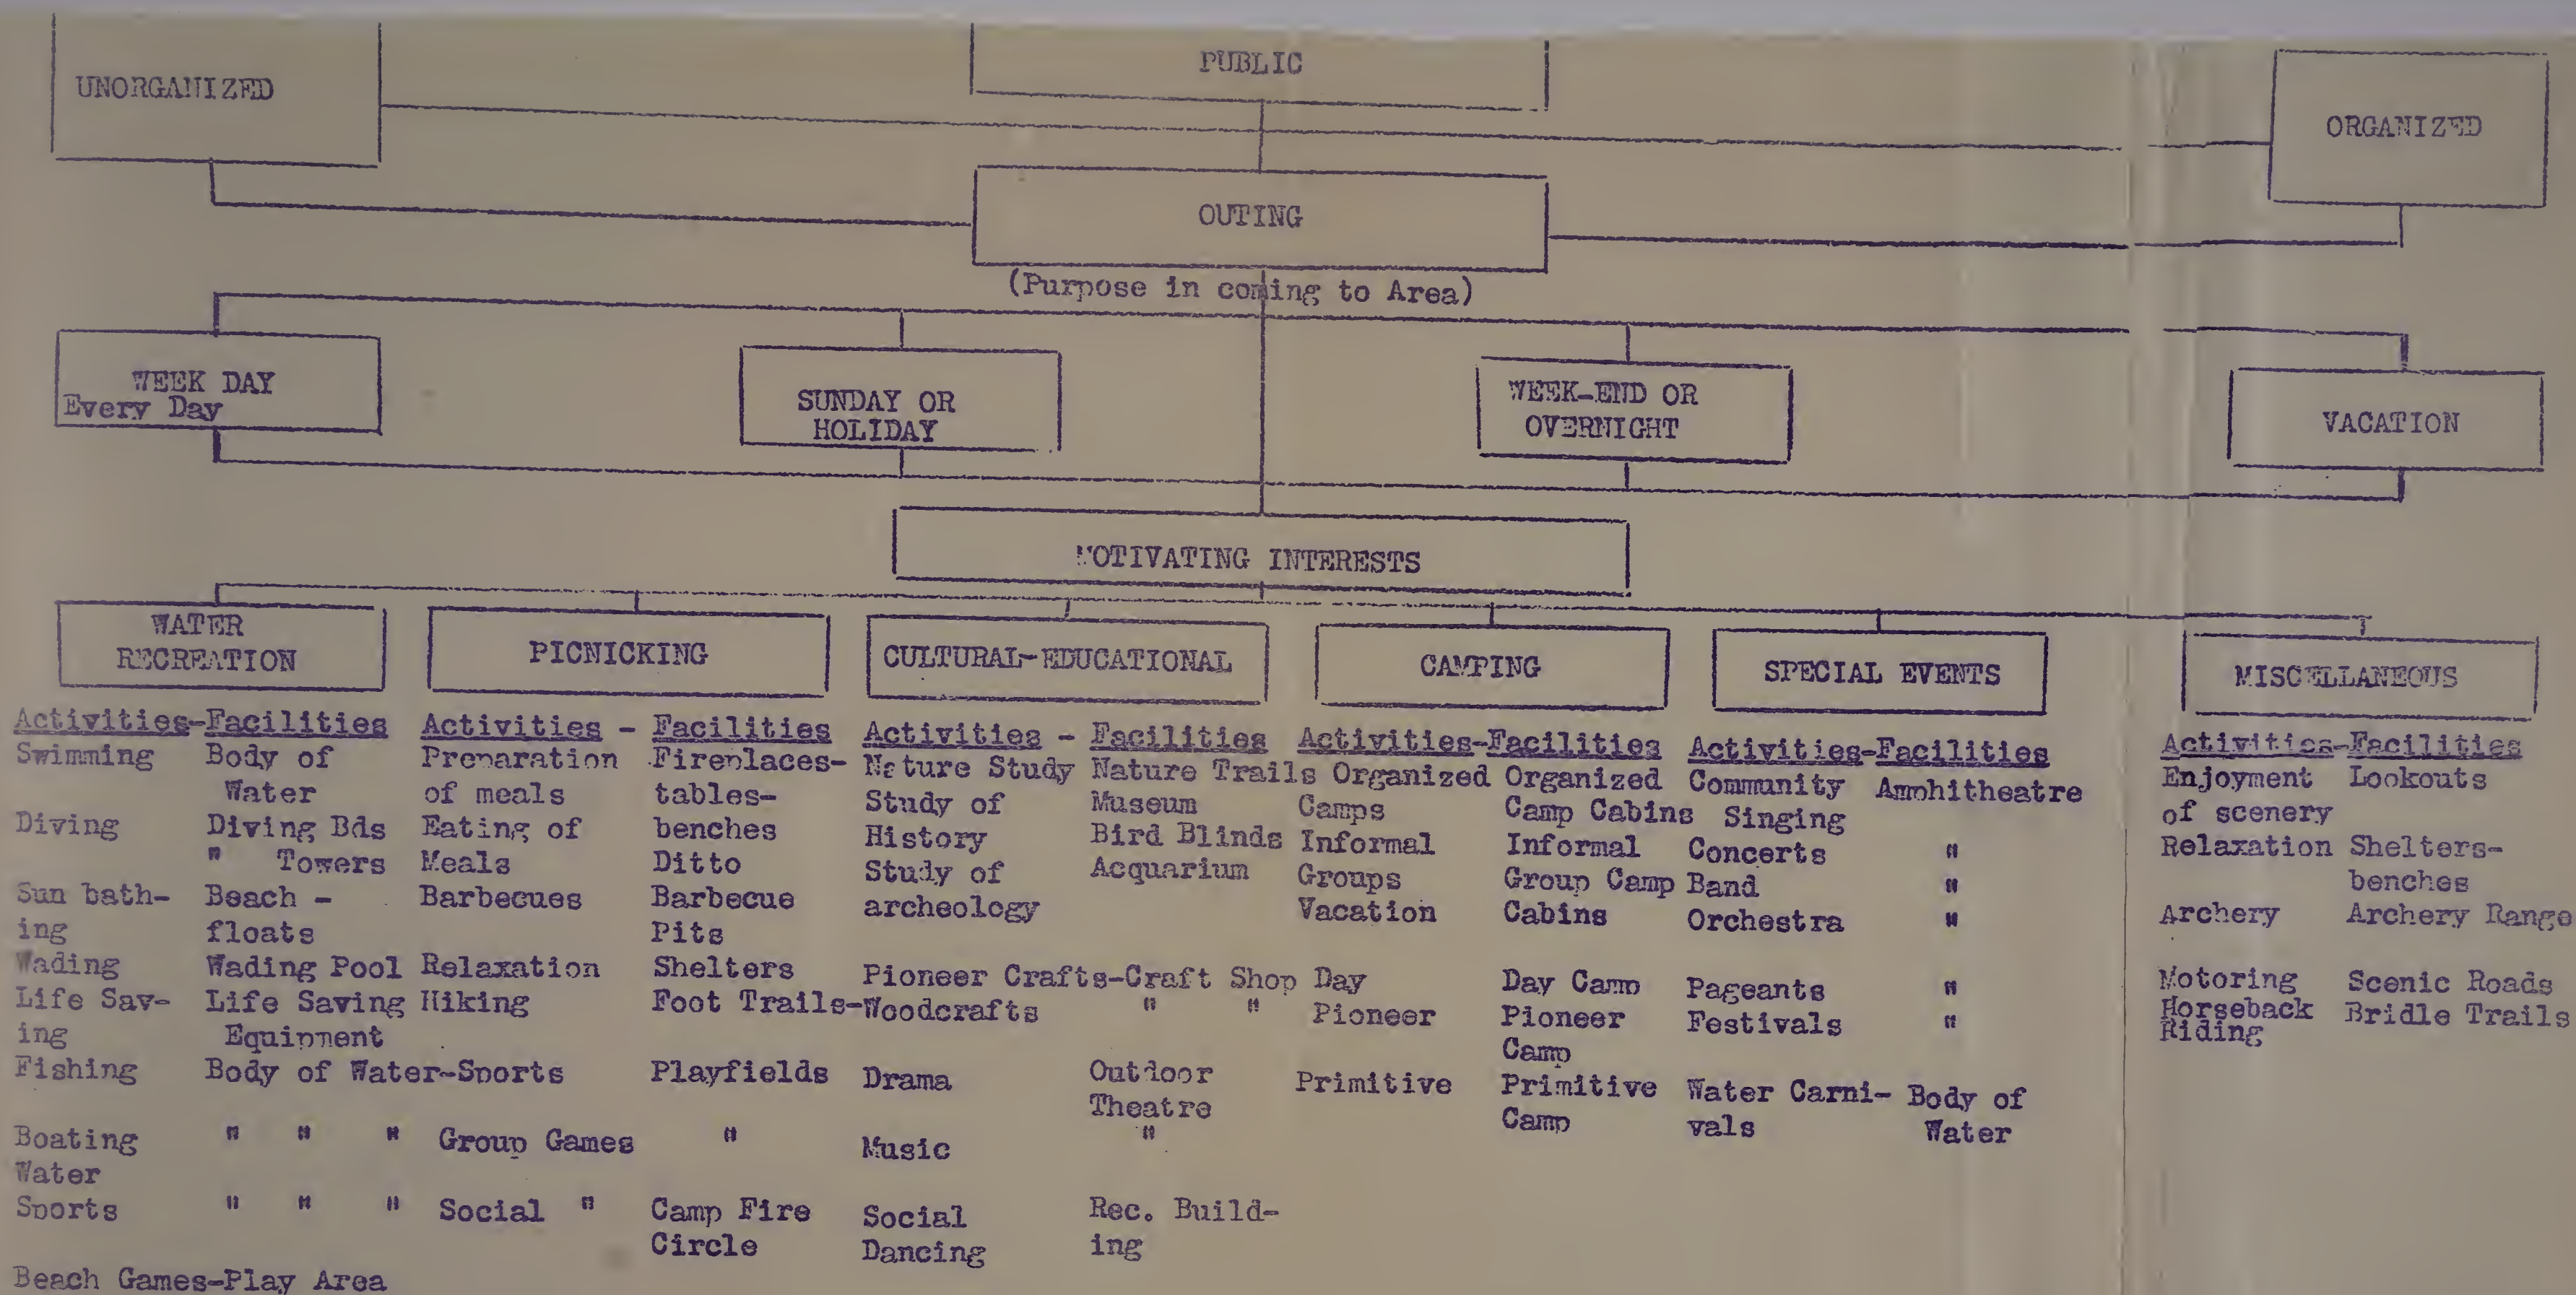 PUBLIC
UNORGANIZED
ORGANIZED
OUTING
(Purpose in coming to Area)
WEEK DAY
Every Day
SUNDAY OR
HOLIDAY
WEEK-END OR
OVERNIGHT
VACATION
MOTIVATING INTERESTS
WATER
RECREATION
PICNICKING
CULTURAL-EDUCATIONAL
CAMPING
SPECIAL EVENTS
MISCELLANEOUS
Activities-Facilities
Swimming Body of
Water
Diving Diving Bds
" Towers
Sun bath- Beach -
ing floats
Wading Wading Pool
Life Sav- Life Saving
ing Equipment
Fishing Body of Water-
Boating " " "
Water
Sports " " "
Beach Games-Play Area
Activities - Facilities
Preparation Fireplaces-
of meals tables-
Eating of benches
Meals Ditto
Barbecues Barbecue
Pits
Relaxation Shelters
Hiking Foot Trails-
Sports Playfields
Group Games "
Social " Camp Fire
Circle
Activities - Facilities
Nature Study Nature Trails
Study of Museum
History Bird Blinds
Study of Acquarium
archeology
Pioneer Crafts-Craft Shop
Woodcrafts " "
Drama Outdoor
Theatre
Music "
Social Rec. Build-
Dancing ing
Activities-Facilities
Organized Organized
Camps Camp Cabins
Informal Informal
Groups Group Camp
Vacation Cabins
Day Day Camp
Pioneer Pioneer
Camp
Primitive Primitive
Camp
Activities-Facilities
Community Amphitheatre
Singing
Concerts "
Band "
Orchestra "
Pageants "
Festivals "
Water Carni- Body of
vals Water
Activities-Facilities
Enjoyment Lookouts
of scenery
Relaxation Shelters-
benches
Archery Archery Range
Motoring Scenic Roads
Horseback Bridle Trails
Riding